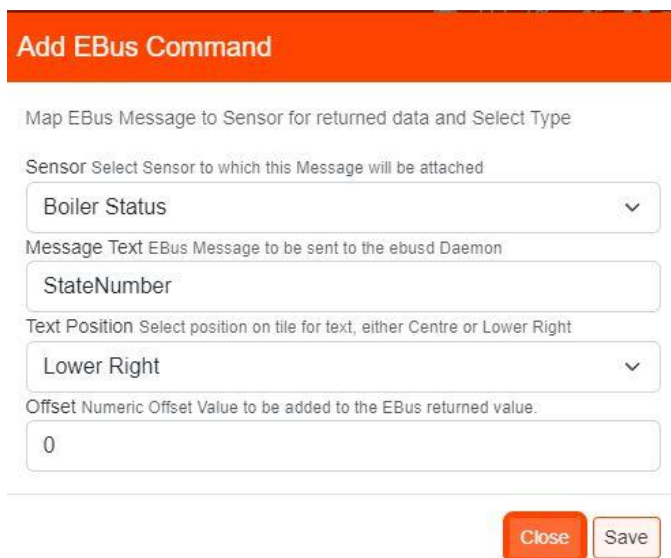 Add EBus Command
Map EBus Message to Sensor for returned data and Select Type
Sensor Select Sensor to which this Message will be attached
Boiler Status
Message Text EBus Message to be sent to the ebusd Daemon
StateNumber
Text Position Select position on tile for text, either Centre or Lower Right
Lower Right
Offset Numeric Offset Value to be added to the EBus returned value.
0
Close Save